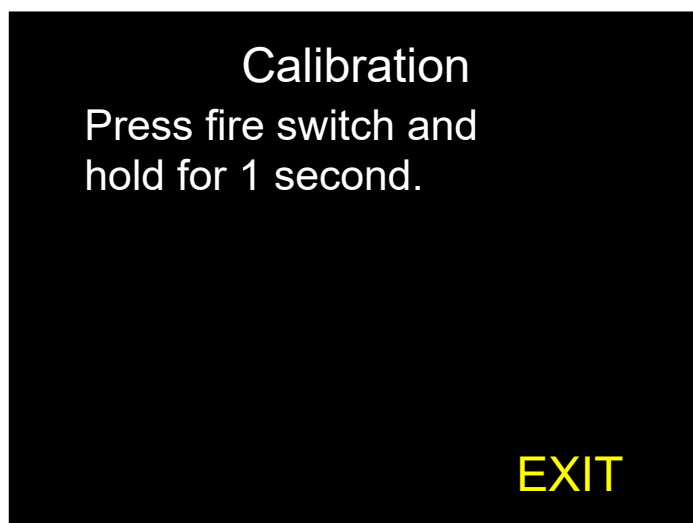 Calibration
Press fire switch and
hold for 1 second.
EXIT